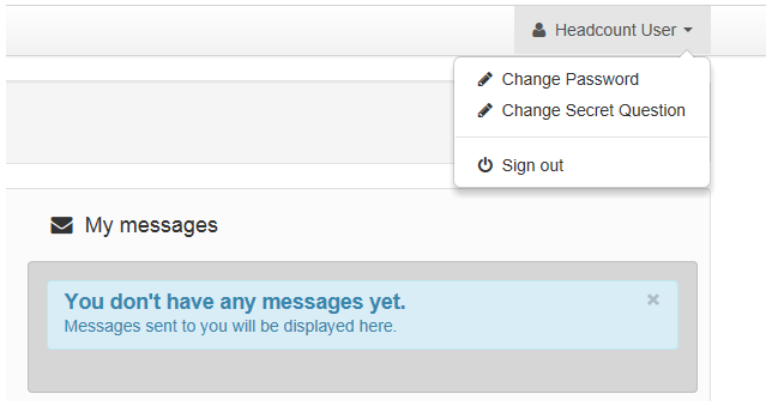 Headcount User
Change Password
Change Secret Question
Sign out
My messages
You don't have any messages yet.
Messages sent to you will be displayed here.